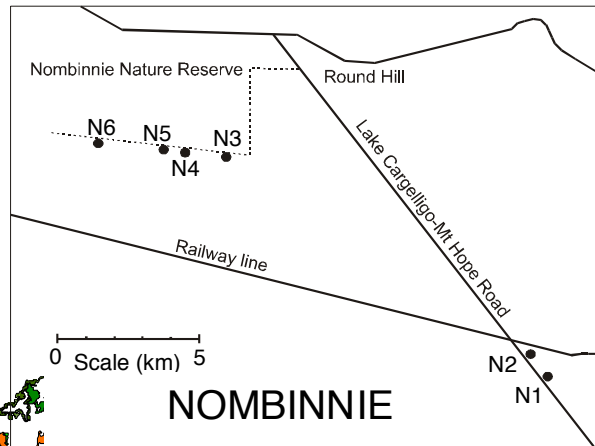 Nombinnie Nature Reserve
Round Hill
N6
N5
N4
N3
Lake Cargelligo-Mt Hope Road
Railway line
0 5
Scale (km)
N2
N1
NOMBINNIE